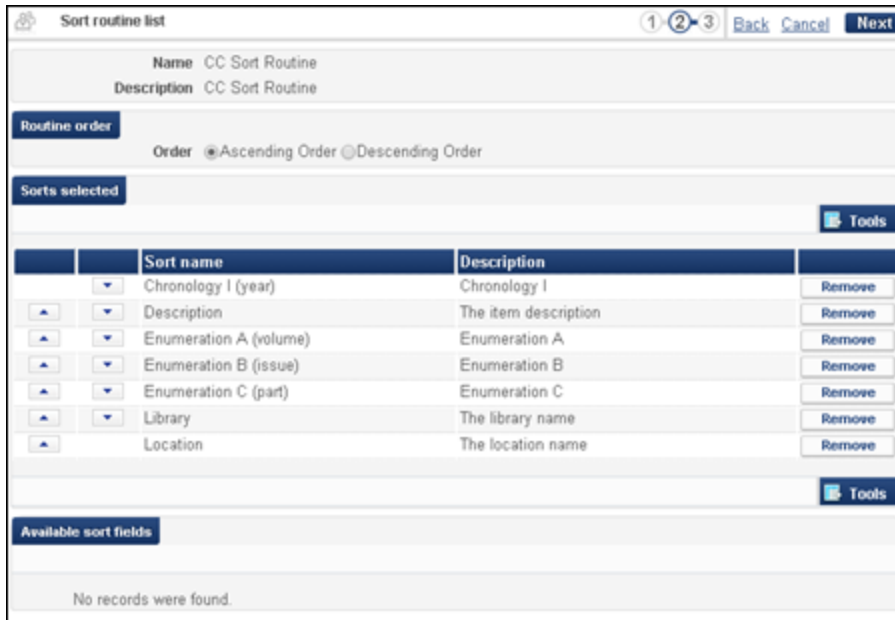 Sort routine list 1 2 3 Back Cancel Next
Name CC Sort Routine
Description CC Sort Routine
Routine order
Order Ascending Order Descending Order
Sorts selected
Tools
Sort name Description
Chronology I (year) Chronology I Remove
Description The item description Remove
Enumeration A (volume) Enumeration A Remove
Enumeration B (issue) Enumeration B Remove
Enumeration C (part) Enumeration C Remove
Library The library name Remove
Location The location name Remove
Tools
Available sort fields
No records were found.